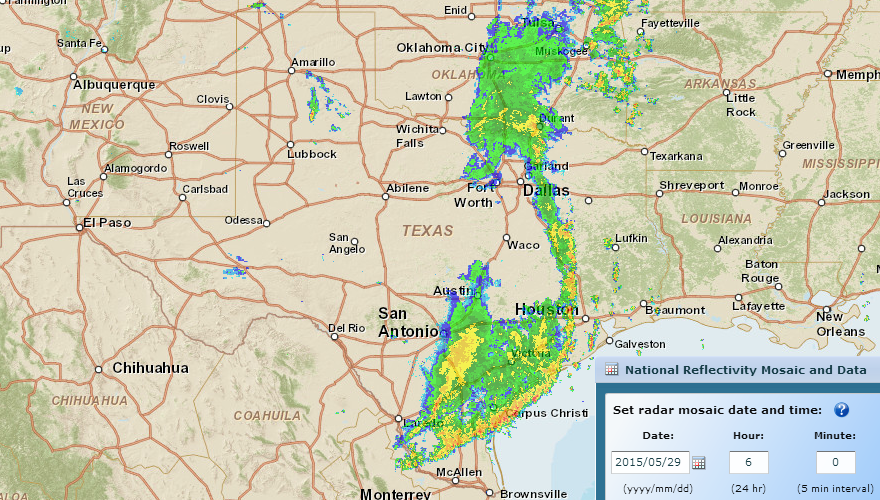 Farmington
Enid
Tulsa
Fayetteville
Santa Fe
Oklahoma City
Muskogee
up
Amarillo
OKLAHOMA
Albuquerque
Memph
ARKANSAS
Clovis
Lawton
Little
Rock
NEW
MEXICO
Durant
Wichita
Falls
Roswell
Lubbock
Texarkana
Greenville
Alamogordo
Garland
MISSISSIPPI
Las
Cruces
Carlsbad
Abilene
Fort
Worth
Dallas
Shreveport
Monroe
Jackson
El Paso
Odessa
TEXAS
LOUISIANA
San
Angelo
Waco
Lufkin
Alexandria
Baton
Rouge
Austin
San
Antonio
Houston
Beaumont
Lafayette
New
Orleans
Del Rio
Galveston
Victoria
Chihuahua
National Reflectivity Mosaic and Data
CHIHUAHUA
COAHUILA
Corpus Christi
Laredo
Set radar mosaic date and time: ?
Date: Hour: Minute:
2015/05/29 6 0
(yyyy/mm/dd) (24 hr) (5 min interval)
McAllen
Monterrey
Brownsville